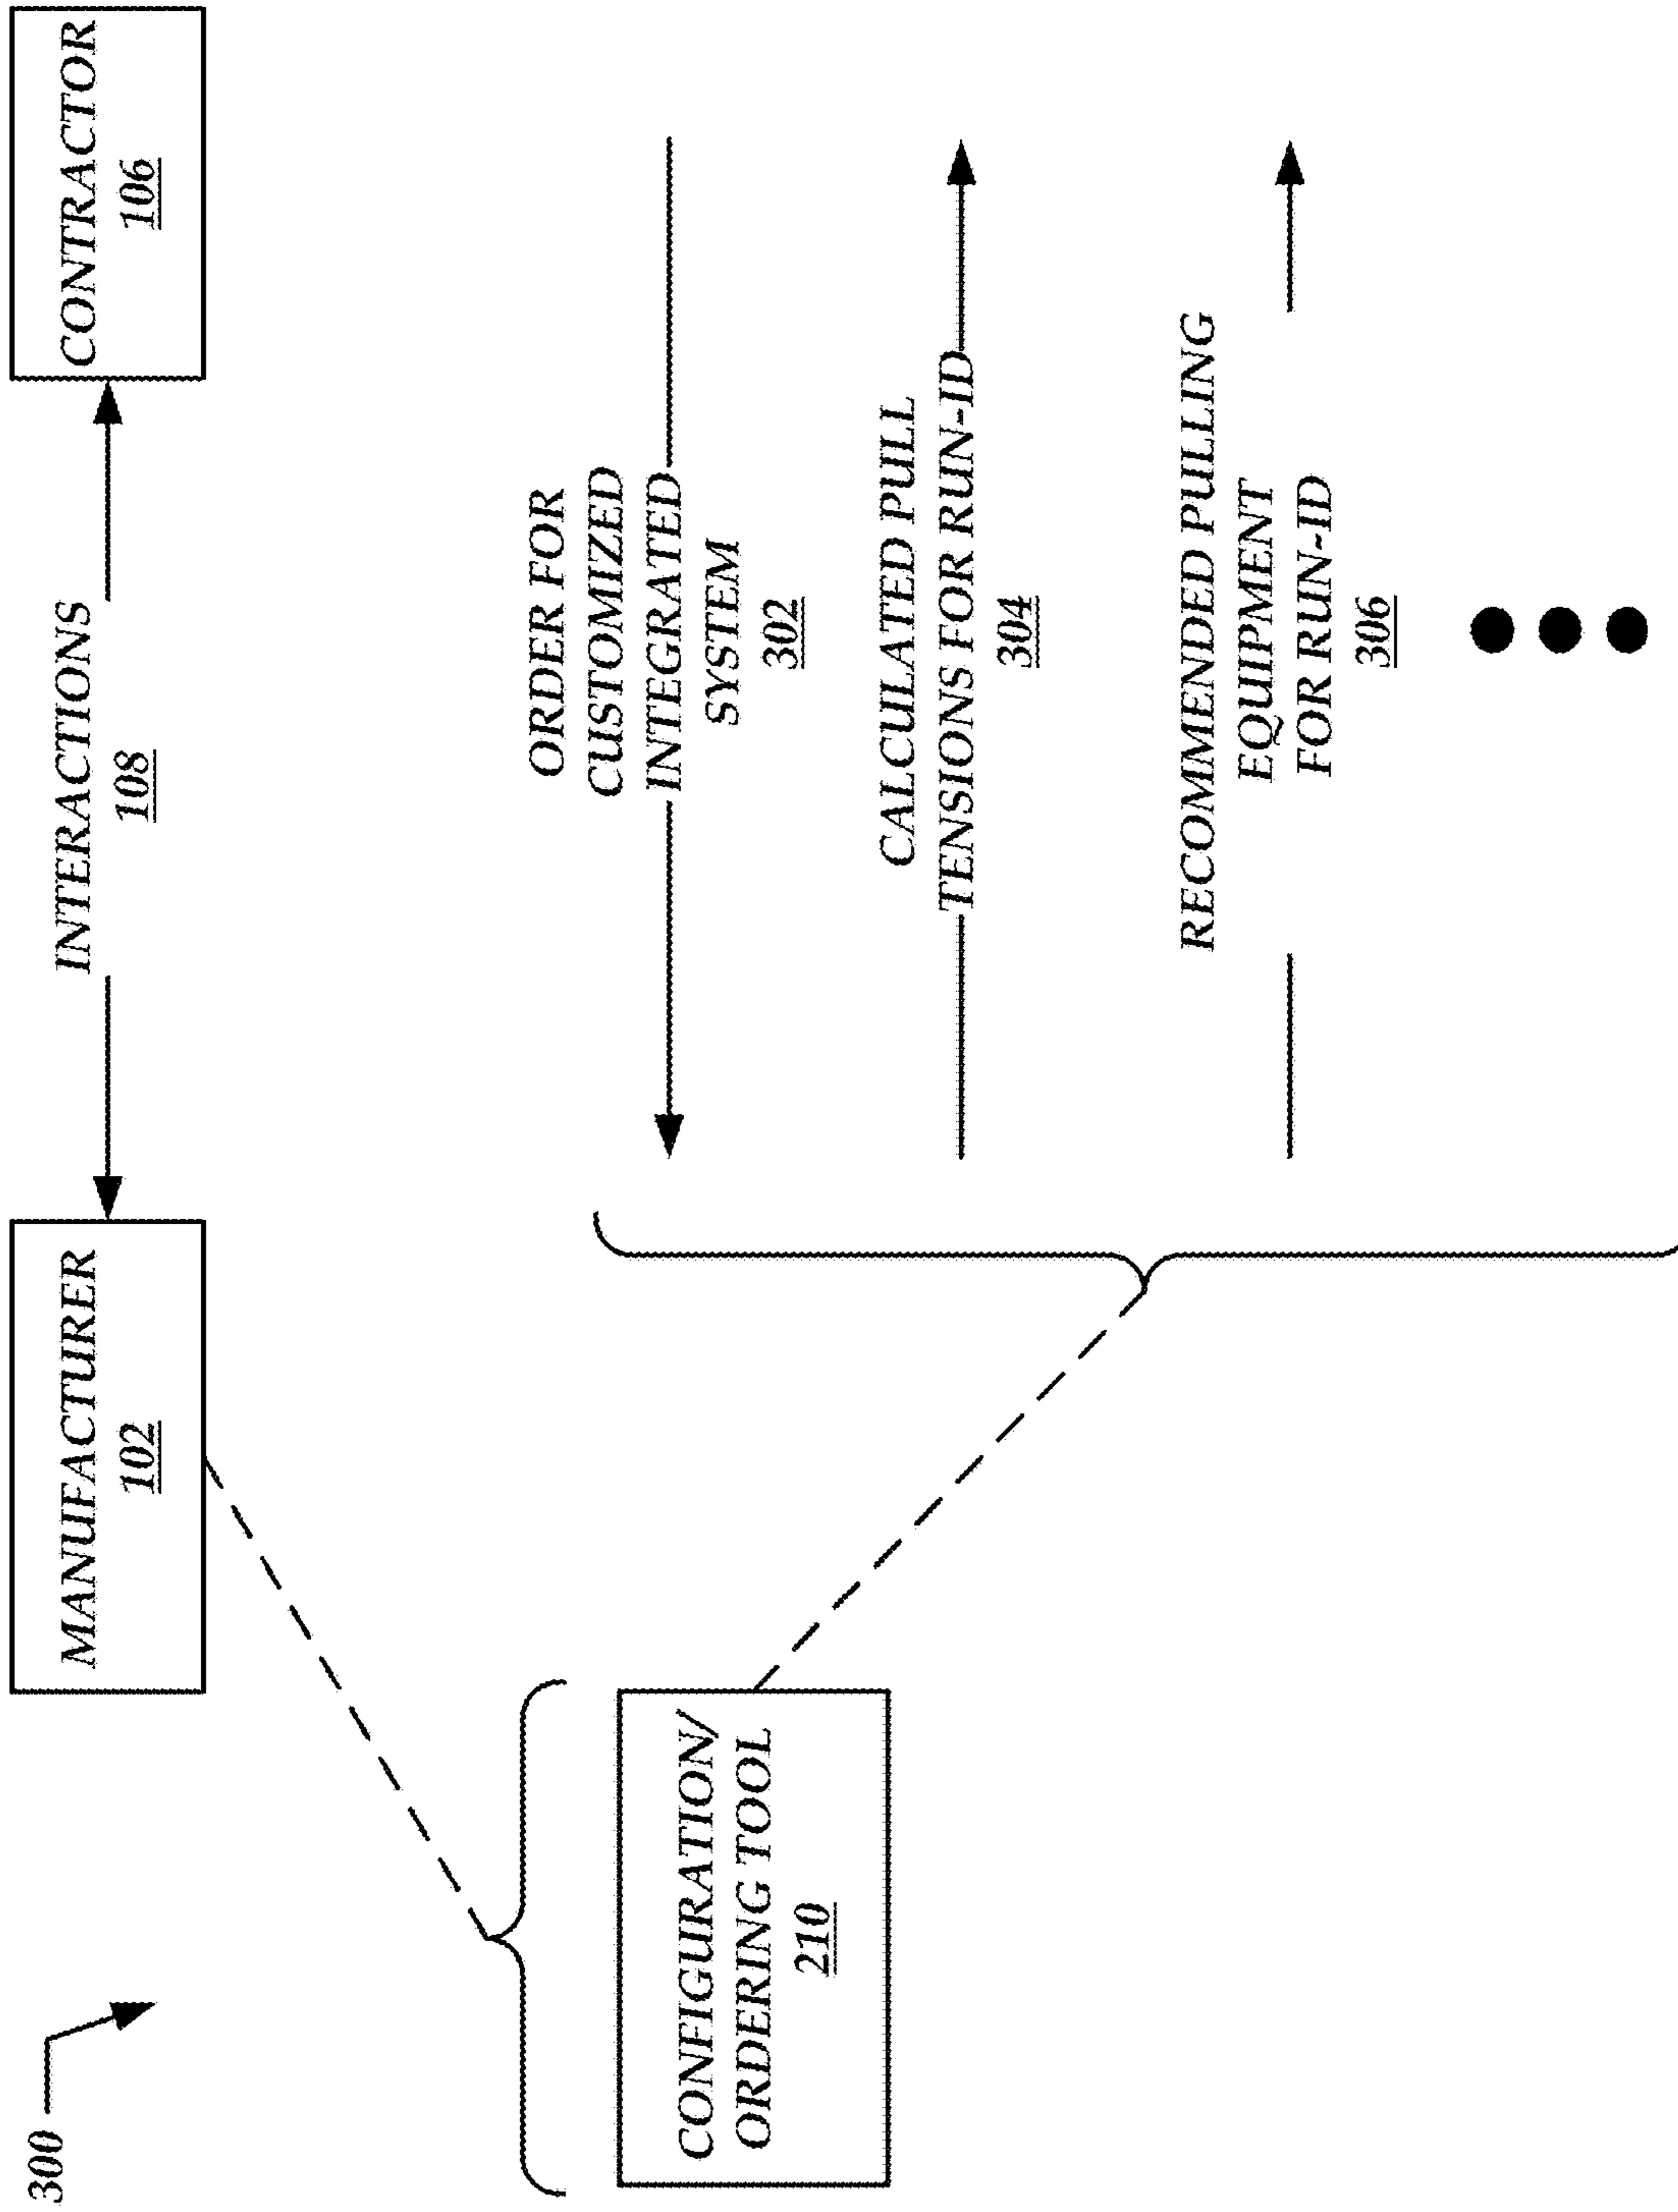 300
MANUFACTURER
102
INTERACTIONS
108
CONTRACTOR
106
CONFIGURATION/
ORDERING TOOL
210
ORDER FOR
CUSTOMIZED
INTEGRATED
SYSTEM
302
CALCULATED PULL
TENSIONS FOR RUN-ID
304
RECOMMENDED PULLING
EQUIPMENT
FOR RUN-ID
306